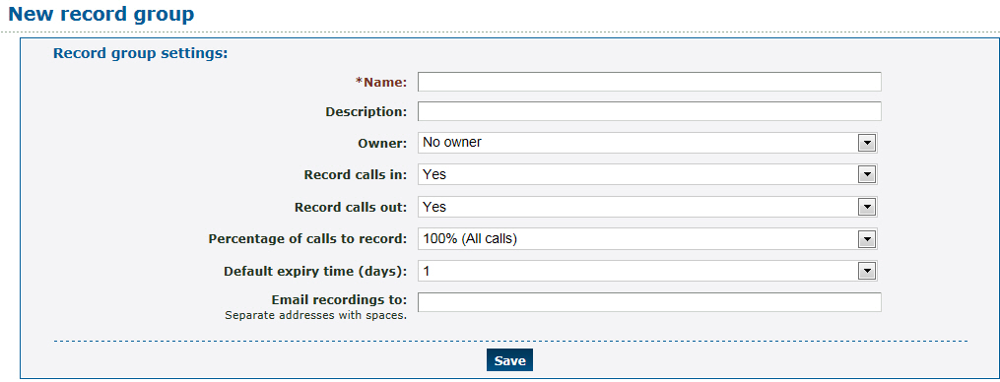 New record group
Record group settings:
*Name:
Description:
Owner: No owner
Record calls in: Yes
Record calls out: Yes
Percentage of calls to record: 100% (All calls)
Default expiry time (days): 1
Email recordings to:
Separate addresses with spaces.
Save